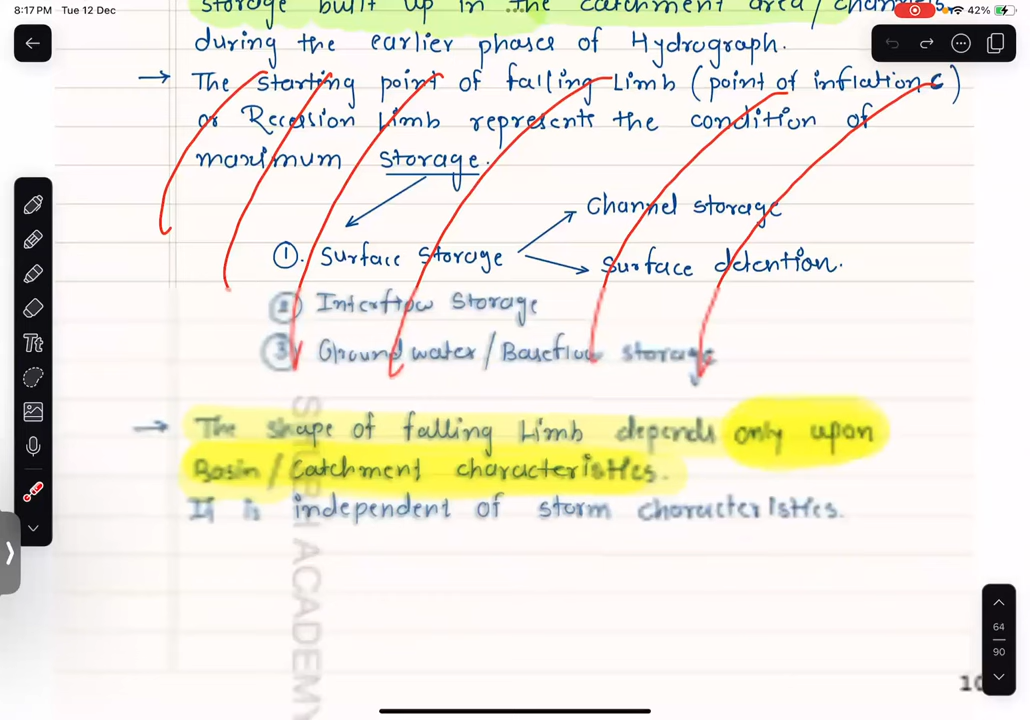 8:17 PM Tue 12 Dec
42%
storage built up in the catchment area/
during the earlier phases of Hydrograph.
→ The starting point of falling Limb (point of inflation c)
or Recession Limb represents the condition of
maximum storage.
Channel storage
①. Surface Storage
Surface detention.
② Interflow Storage
③ Ground water/Baseflow storage
→ The shape of falling Limb depends only upon
Basin/Catchment characteristics.
It is independent of storm characteristics.
ACADEMY
Tt
64
90